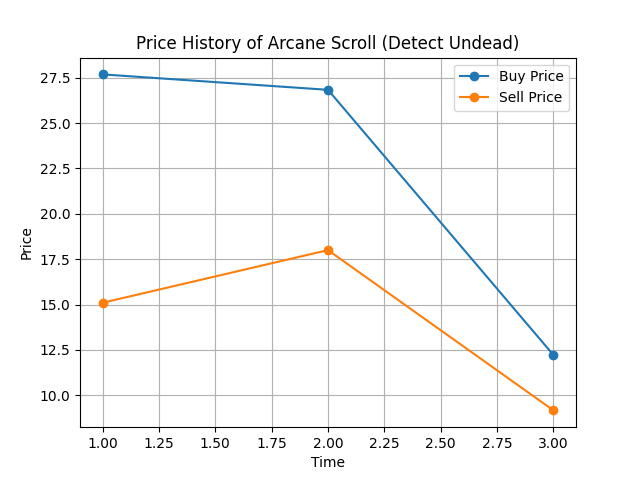 Price History of Arcane Scroll (Detect Undead)
Buy Price
Sell Price
Price
27.5
25.0
22.5
20.0
17.5
15.0
12.5
10.0
1.00 1.25 1.50 1.75 2.00 2.25 2.50 2.75 3.00
Time